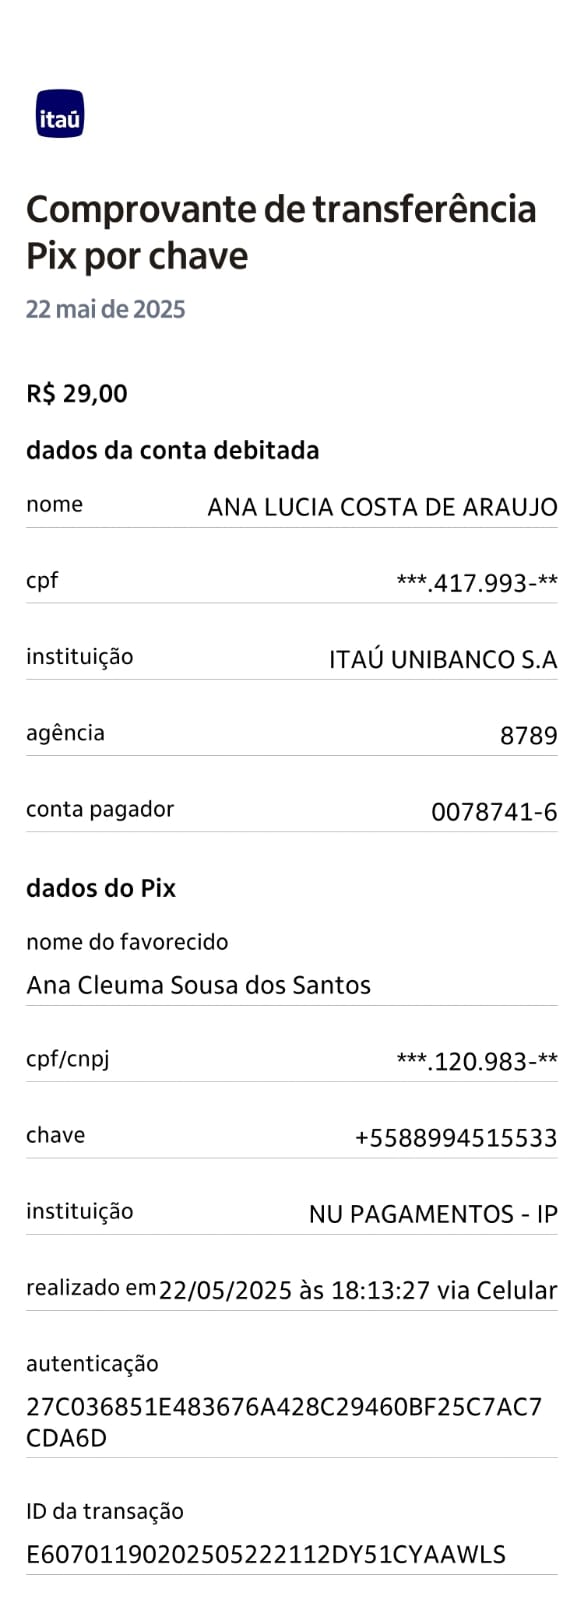 itaú
Comprovante de transferência
Pix por chave
22 mai de 2025
R$ 29,00
dados da conta debitada
nome ANA LUCIA COSTA DE ARAUJO
cpf ***.417.993-**
instituição ITAÚ UNIBANCO S.A
agência 8789
conta pagador 0078741-6
dados do Pix
nome do favorecido
Ana Cleuma Sousa dos Santos
cpf/cnpj ***.120.983-**
chave +5588994515533
instituição NU PAGAMENTOS - IP
realizado em 22/05/2025 às 18:13:27 via Celular
autenticação
27C036851E483676A428C29460BF25C7AC7
CDA6D
ID da transação
E60701190202505222112DY51CYAAWLS